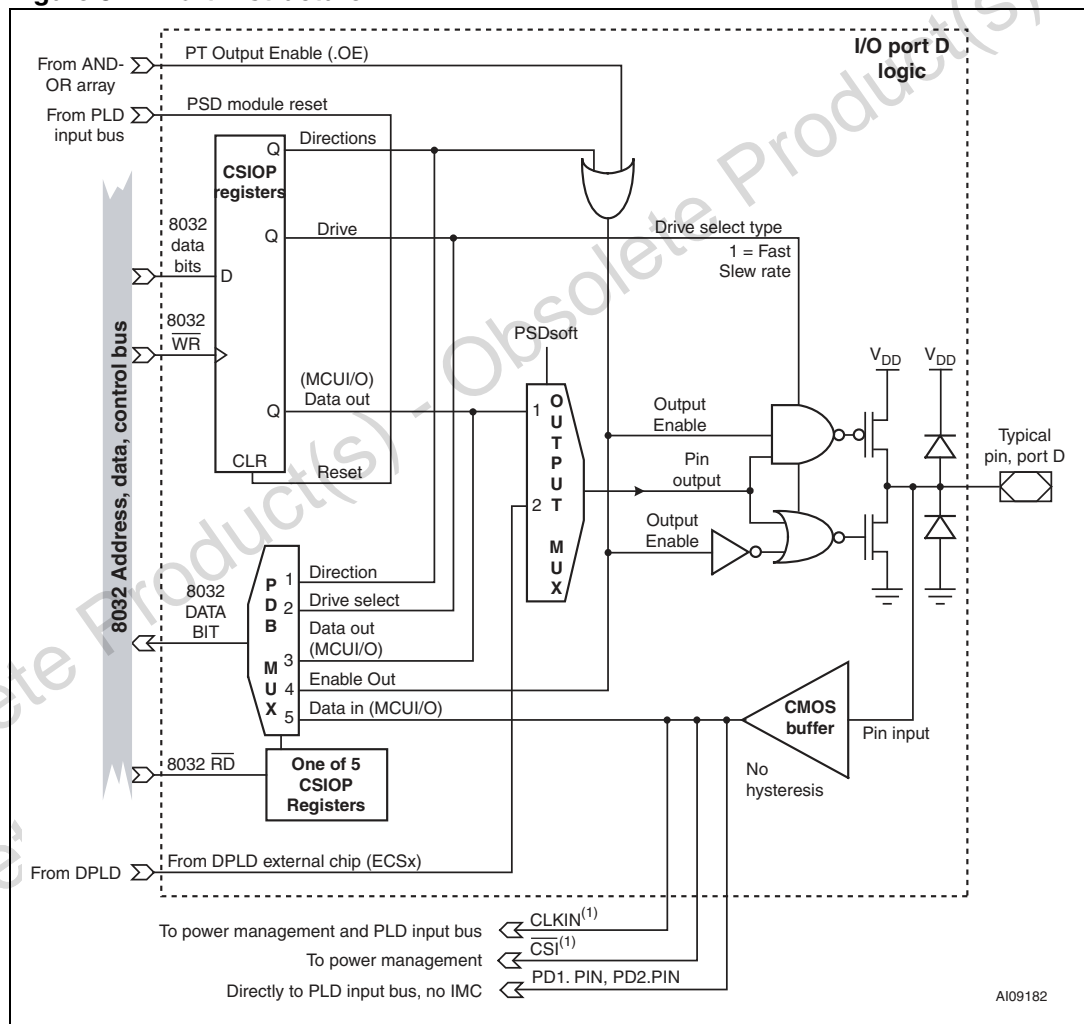 I/O port D
logic
From AND-
OR array
PT Output Enable (.OE)
From PLD
input bus
PSD module reset
CSIOP
registers
Q
Directions
Q
Drive
8032
data
bits
D
8032
WR
(MCUI/O)
Data out
Q
CLR
Reset
8032 Address, data, control bus
Drive select type
1 = Fast
Slew rate
PSDsoft
OUTPUT MUX
1
2
Output
Enable
Pin
output
Output
Enable
VDD
VDD
Typical
pin, port D
8032
DATA
BIT
PDB MUX
1
Direction
2
Drive select
Data out
3
(MCUI/O)
4
Enable Out
5
Data in (MCUI/O)
CMOS
buffer
Pin input
No
hysteresis
8032 RD
One of 5
CSIOP
Registers
From DPLD
From DPLD external chip (ECSx)
To power management and PLD input bus
CLKIN(1)
To power management
CSI(1)
Directly to PLD input bus, no IMC
PD1. PIN, PD2.PIN
AI09182
Obsolete Product(s) - Obsolete Product(s)